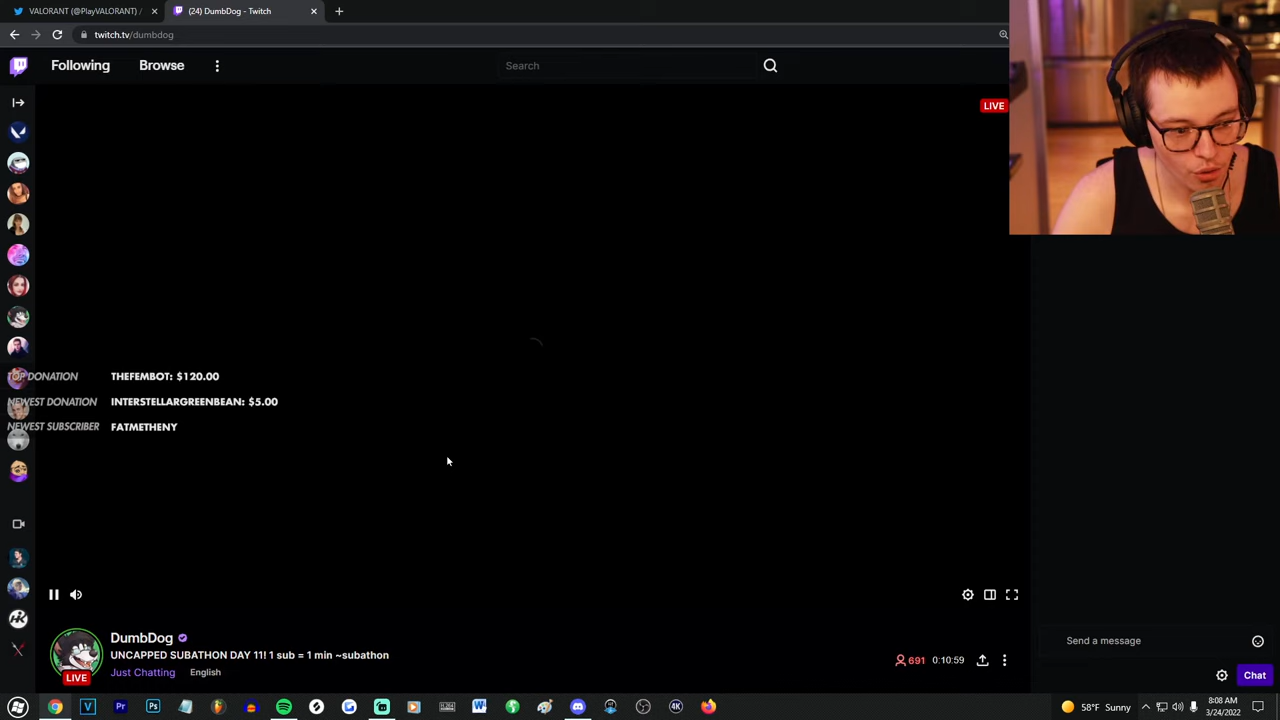 VALORANT (@PlayVALORANT) /
(24) DumbDog - Twitch
twitch.tv/dumbdog
Following
Browse
Search
LIVE
TOP DONATION THEFEMBOT: $120.00
NEWEST DONATION INTERSTELLARGREENBEAN: $5.00
NEWEST SUBSCRIBER FATMETHENY
DumbDog
UNCAPPED SUBATHON DAY 11! 1 sub = 1 min ~subathon
Just Chatting English
LIVE
691 0:10:59
Send a message
Chat
58°F Sunny
8:08 AM
3/24/2022